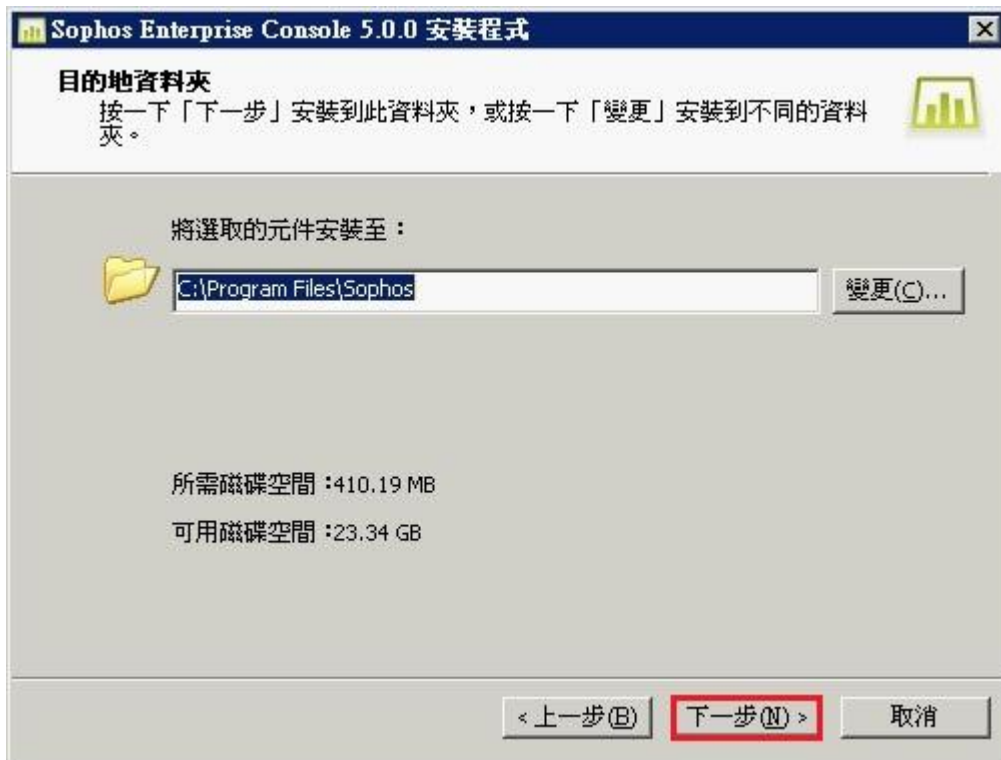 Sophos Enterprise Console 5.0.0 安裝程式
目的地資料夾
按一下「下一步」安裝到此資料夾，或按一下「變更」安裝到不同的資料
夾。
將選取的元件安裝至：
C:\Program Files\Sophos
變更(C)...
所需磁碟空間：410.19 MB
可用磁碟空間：23.34 GB
< 上一步(B)
下一步(N) >
取消